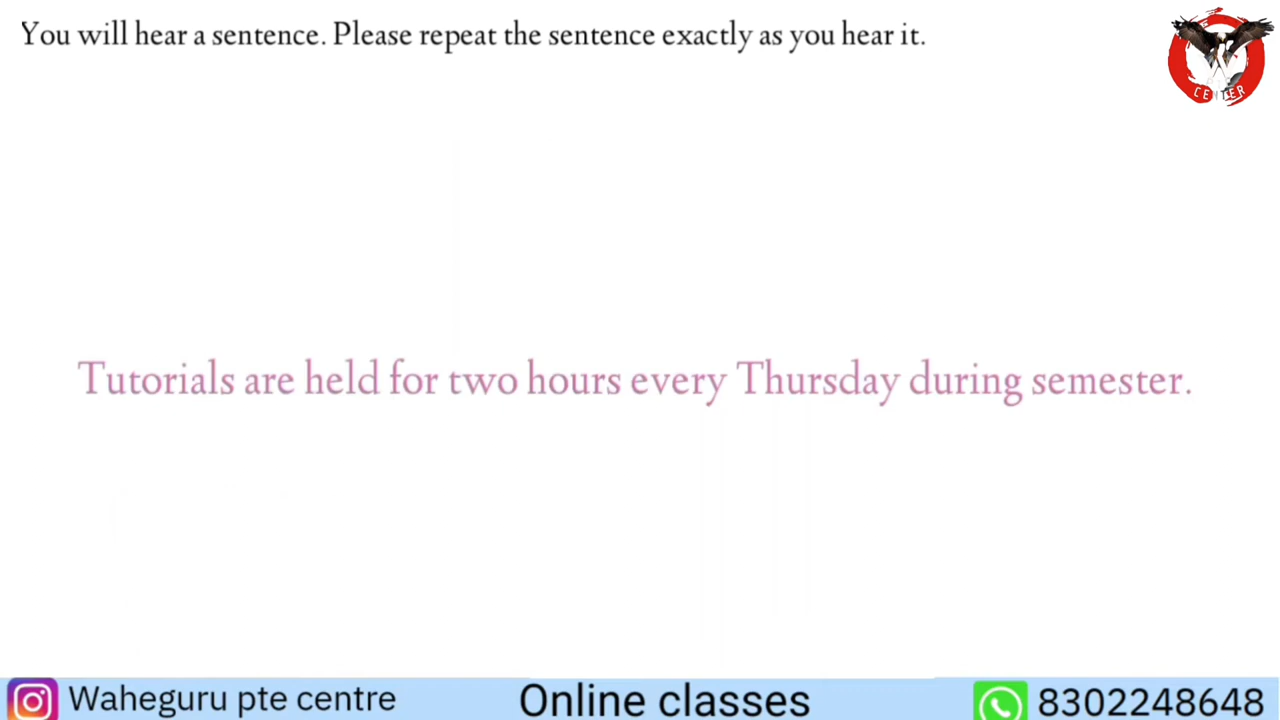 You will hear a sentence. Please repeat the sentence exactly as you hear it.
CENTER
Tutorials are held for two hours every Thursday during semester.
Waheguru pte centre
Online classes
8302248648